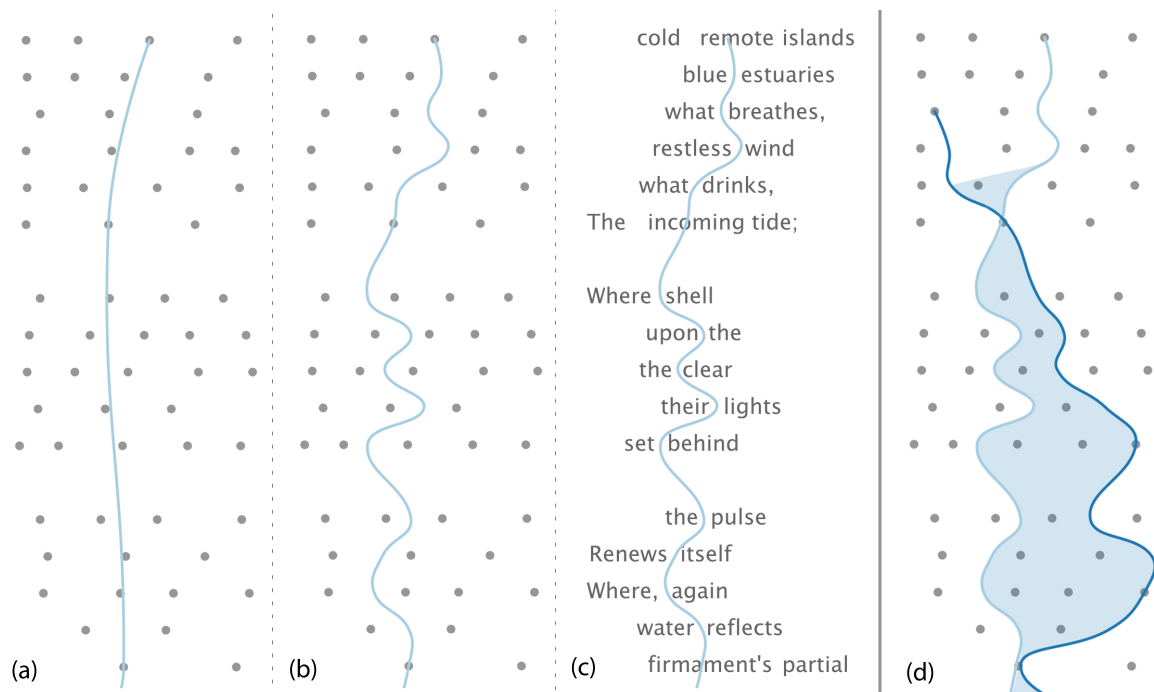 cold remote islands
blue estuaries
what breathes,
restless wind
what drinks,
The incoming tide;
Where shell
upon the
the clear
their lights
set behind
the pulse
Renews itself
Where, again
water reflects
firmament's partial
(a)
(b)
(c)
(d)